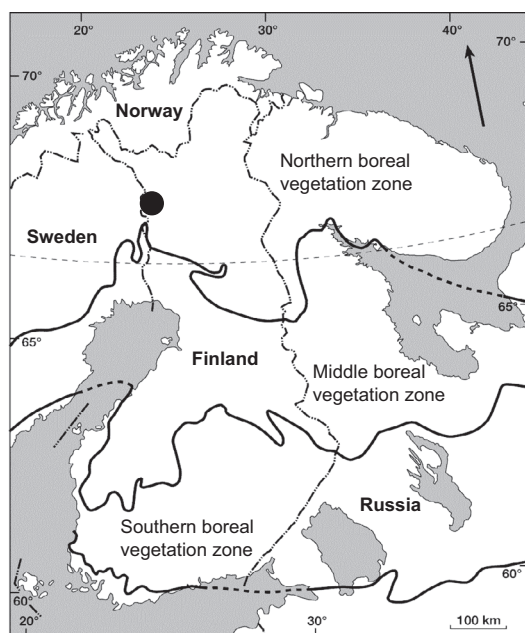 20°
30°
40°
70°
70°
Norway
Northern boreal
vegetation zone
Sweden
65°
65°
Finland
Middle boreal
vegetation zone
Russia
Southern boreal
vegetation zone
60°
60°
20°
30°
100 km